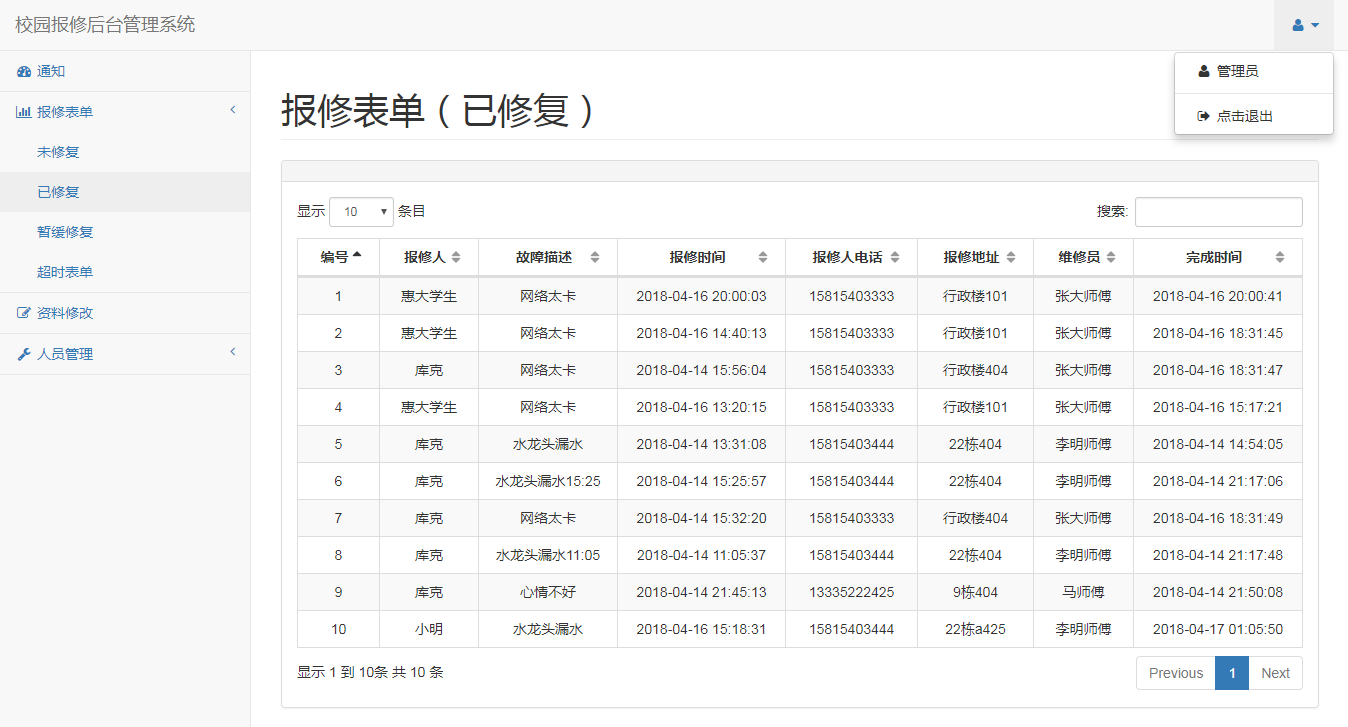 校园报修后台管理系统
管理员
点击退出
通知
报修表单
未修复
已修复
暂缓修复
超时表单
资料修改
人员管理
报修表单（已修复）
显示 10 条目 搜索:
编号 报修人 故障描述 报修时间 报修人电话 报修地址 维修员 完成时间
1 惠大学生 网络太卡 2018-04-16 20:00:03 15815403333 行政楼101 张大师傅 2018-04-16 20:00:41
2 惠大学生 网络太卡 2018-04-16 14:40:13 15815403333 行政楼101 张大师傅 2018-04-16 18:31:45
3 库克 网络太卡 2018-04-14 15:56:04 15815403333 行政楼404 张大师傅 2018-04-16 18:31:47
4 惠大学生 网络太卡 2018-04-16 13:20:15 15815403333 行政楼101 张大师傅 2018-04-16 15:17:21
5 库克 水龙头漏水 2018-04-14 13:31:08 15815403444 22栋404 李明师傅 2018-04-14 14:54:05
6 库克 水龙头漏水15:25 2018-04-14 15:25:57 15815403444 22栋404 李明师傅 2018-04-14 21:17:06
7 库克 网络太卡 2018-04-14 15:32:20 15815403333 行政楼404 张大师傅 2018-04-16 18:31:49
8 库克 水龙头漏水11:05 2018-04-14 11:05:37 15815403444 22栋404 李明师傅 2018-04-14 21:17:48
9 库克 心情不好 2018-04-14 21:45:13 13335222425 9栋404 马师傅 2018-04-14 21:50:08
10 小明 水龙头漏水 2018-04-16 15:18:31 15815403444 22栋a425 李明师傅 2018-04-17 01:05:50
显示 1 到 10条 共 10 条
Previous 1 Next